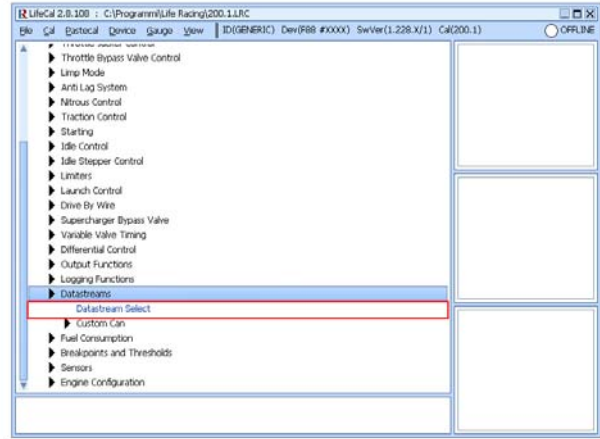 LifeCal 2.8.108 : C:\Programmi\Life Racing\200.1.LRC
File Cal Fastcal Device Gauge View ID(GENERIC) Dev(F88 #XXXX) SwVer(1.228.X/1) Cal(200.1) OFFLINE
Throttle Jacker Control
Throttle Bypass Valve Control
Limp Mode
Anti Lag System
Nitrous Control
Traction Control
Starting
Idle Control
Idle Stepper Control
Limiters
Launch Control
Drive By Wire
Supercharger Bypass Valve
Variable Valve Timing
Differential Control
Output Functions
Logging Functions
Datastreams
Datastream Select
Custom Can
Fuel Consumption
Breakpoints and Thresholds
Sensors
Engine Configuration